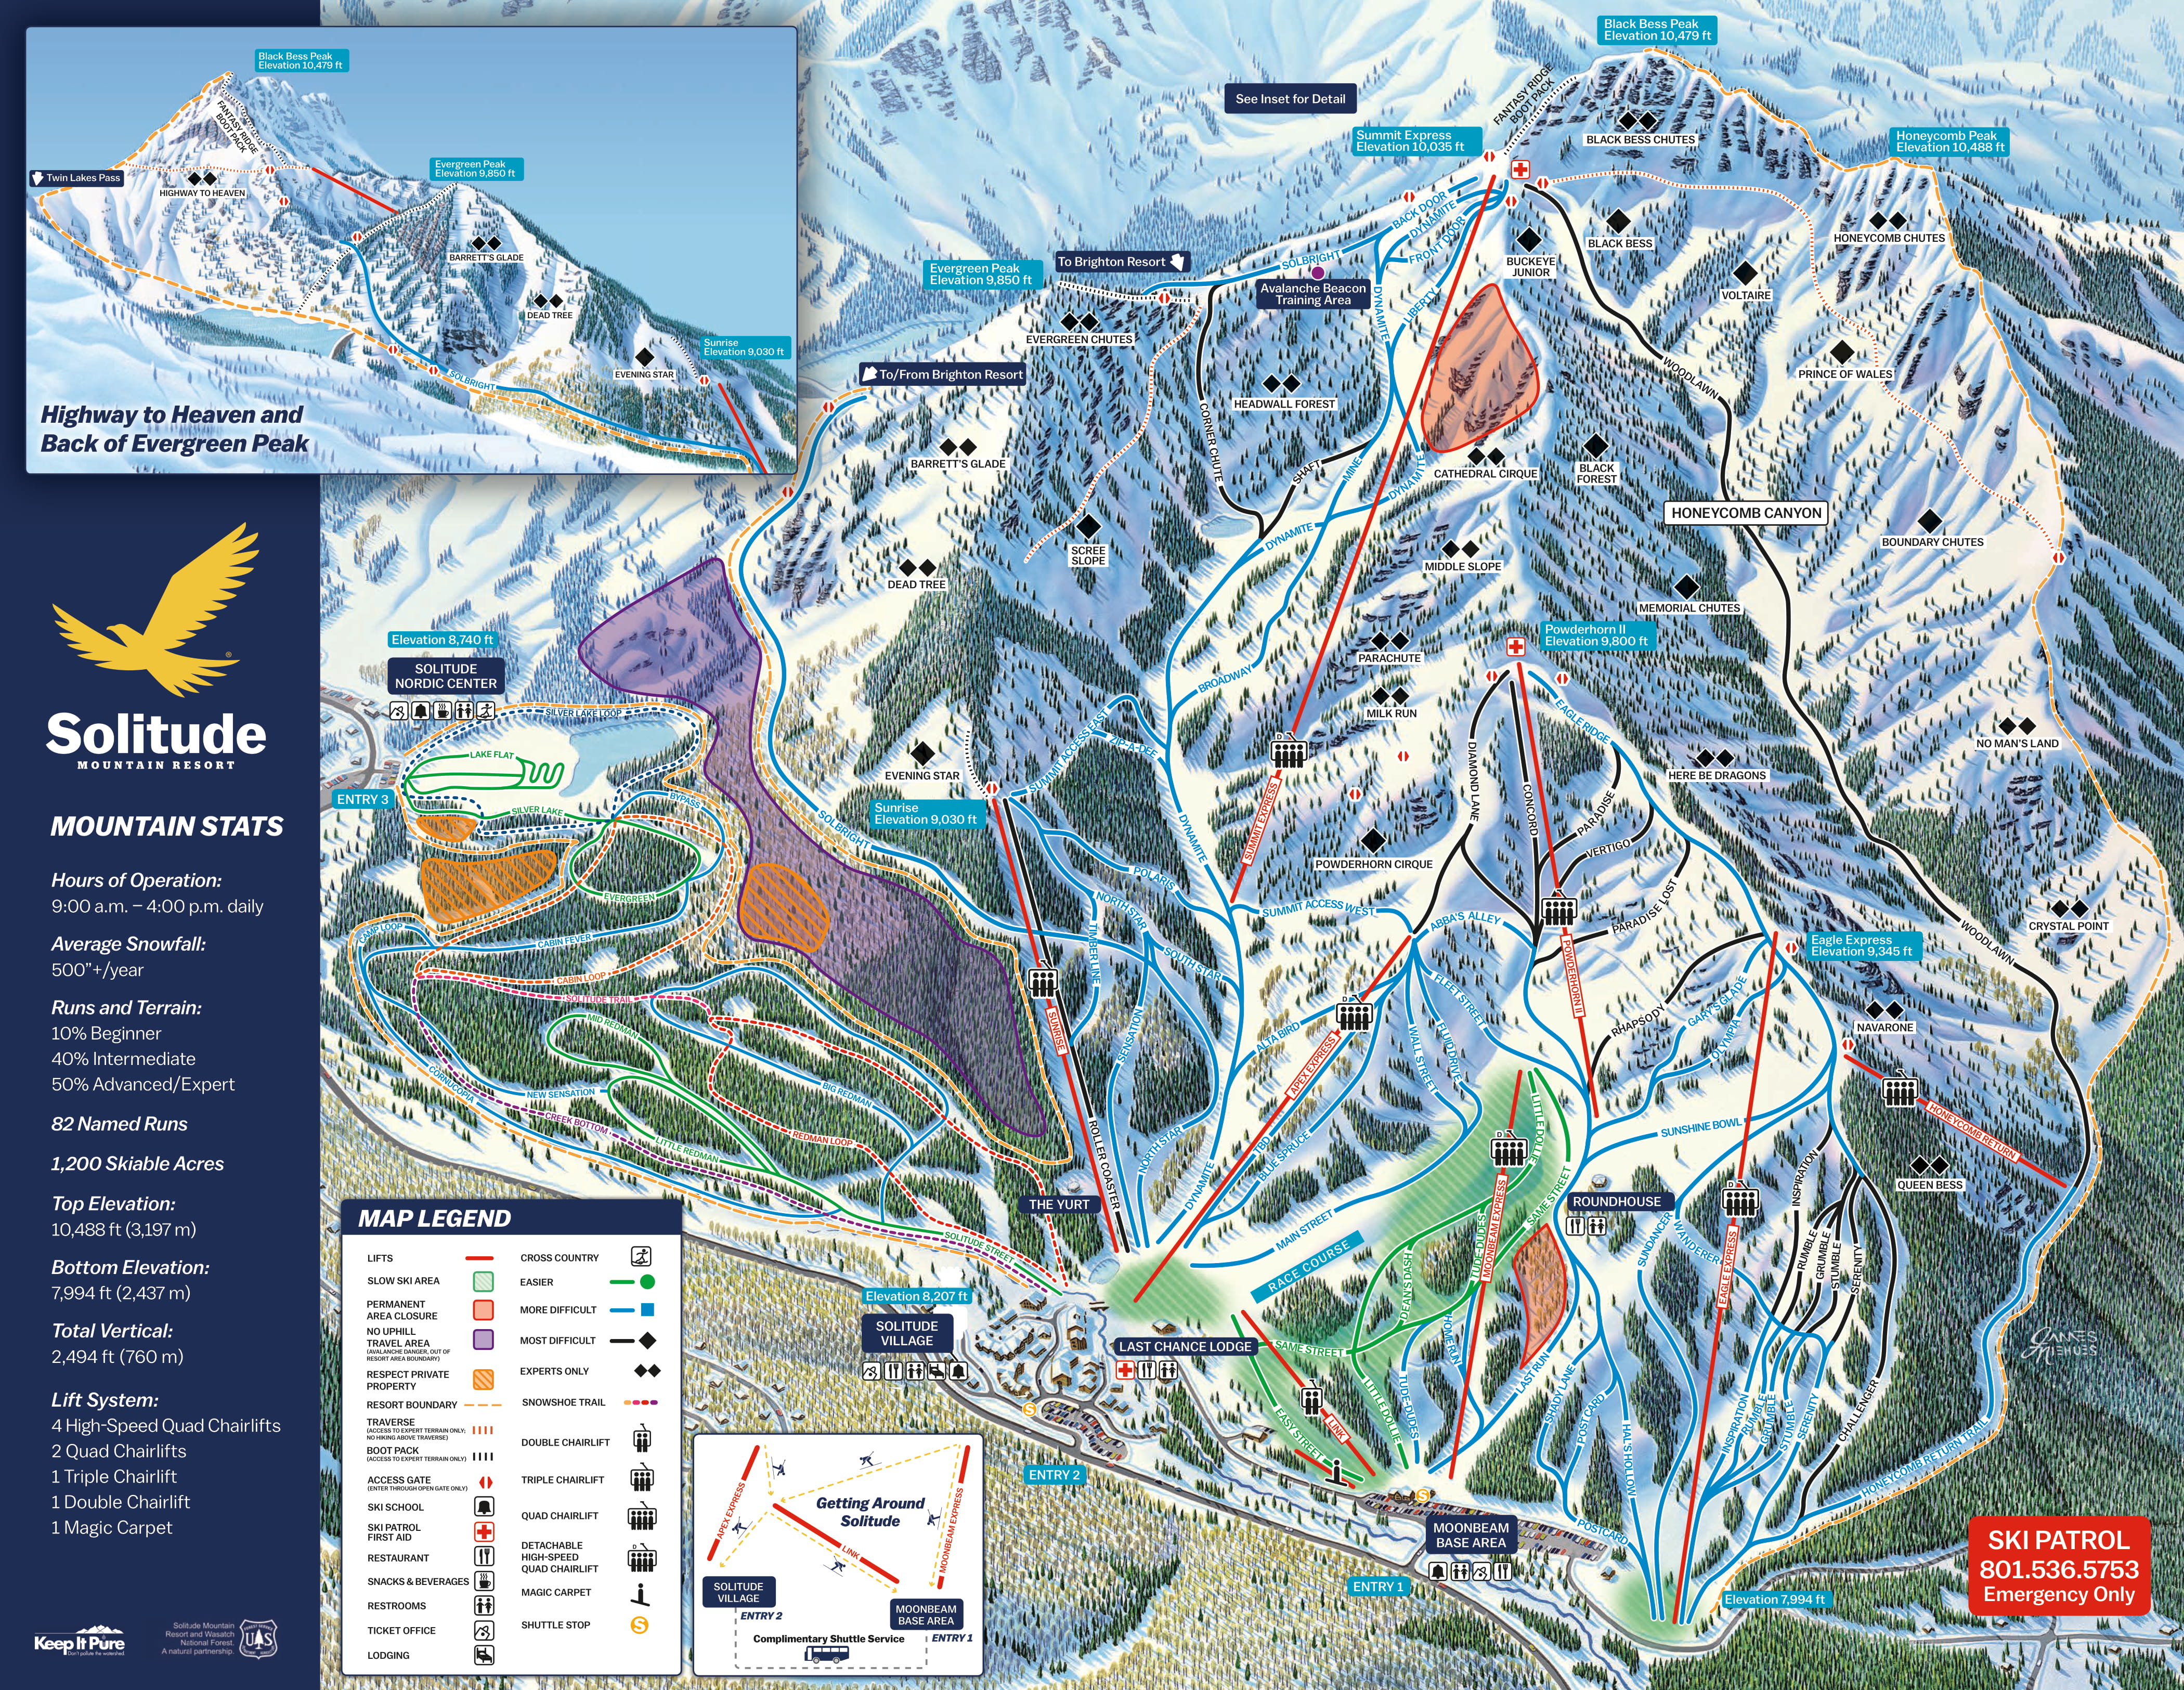 Black Bess Peak
Elevation 10,479 ft
FANTASY RIDGE
BOOT PACK
Twin Lakes Pass
HIGHWAY TO HEAVEN
Evergreen Peak
Elevation 9,850 ft
BARRETT'S GLADE
DEAD TREE
EVENING STAR
Sunrise
Elevation 9,030 ft
SOLBRIGHT
Highway to Heaven and
Back of Evergreen Peak
Solitude
MOUNTAIN RESORT
®
MOUNTAIN STATS
Hours of Operation:
9:00 a.m. – 4:00 p.m. daily
Average Snowfall:
500”+/year
Runs and Terrain:
10% Beginner
40% Intermediate
50% Advanced/Expert
82 Named Runs
1,200 Skiable Acres
Top Elevation:
10,488 ft (3,197 m)
Bottom Elevation:
7,994 ft (2,437 m)
Total Vertical:
2,494 ft (760 m)
Lift System:
4 High-Speed Quad Chairlifts
2 Quad Chairlifts
1 Triple Chairlift
1 Double Chairlift
1 Magic Carpet
Keep It Pure
Don't pollute the watershed
Solitude Mountain
Resort and Wasatch
National Forest.
A natural partnership.
UAS
See Inset for Detail
Black Bess Peak
Elevation 10,479 ft
FANTASY RIDGE
BOOT PACK
BLACK BESS CHUTES
Summit Express
Elevation 10,035 ft
Honeycomb Peak
Elevation 10,488 ft
HONEYCOMB CHUTES
BACK DOOR
DYNAMITE
FRONT DOOR
SOLBRIGHT
BLACK BESS
BUCKEYE
JUNIOR
VOLTAIRE
To Brighton Resort
Evergreen Peak
Elevation 9,850 ft
Avalanche Beacon
Training Area
DYNAMITE
LIBERTY
EVERGREEN CHUTES
WOODLAWN
PRINCE OF WALES
To/From Brighton Resort
HEADWALL FOREST
CORNER CHUTE
BARRETT'S GLADE
SHAFT
MINE
DYNAMITE
CATHEDRAL CIRQUE
BLACK
FOREST
HONEYCOMB CANYON
BOUNDARY CHUTES
DYNAMITE
SCREE
SLOPE
MIDDLE SLOPE
DEAD TREE
MEMORIAL CHUTES
Powderhorn II
Elevation 9,800 ft
PARACHUTE
BROADWAY
MILK RUN
Elevation 8,740 ft
SOLITUDE
NORDIC CENTER
SILVER LAKE LOOP
LAKE FLAT
ENTRY 3
SILVER LAKE
BYPASS
EVERGREEN
CAMP LOOP
CABIN FEVER
CABIN LOOP
SOLITUDE TRAIL
MID REDMAN
CORNUCOPIA
NEW SENSATION
BIG REDMAN
CREEK BOTTOM
LITTLE REDMAN
REDMAN LOOP
SOLITUDE STREET
SOLBRIGHT
EVENING STAR
Sunrise
Elevation 9,030 ft
SUMMIT ACCESS EAST
ZIP-A-DEE
DYNAMITE
SUMMIT EXPRESS
D
POWDERHORN CIRQUE
DIAMOND LANE
CONCORD
EAGLE RIDGE
PARADISE
VERTIGO
PARADISE LOST
HERE BE DRAGONS
NO MAN'S LAND
CRYSTAL POINT
WOODLAWN
POLARIS
NORTH STAR
TIMBERLINE
SOUTH STAR
SUMMIT ACCESS WEST
ABBA'S ALLEY
POWDERHORN II
Eagle Express
Elevation 9,345 ft
SUNRISE
SENSATION
ALTA BIRD
D
APEX EXPRESS
FLEET STREET
WALL STREET
FLUID DRIVE
RHAPSODY
GARY'S GLADE
OLYMPIA
NAVARONE
HONEYCOMB RETURN
SUNSHINE BOWL
QUEEN BESS
ROLLER COASTER
NORTH STAR
DYNAMITE
TBD
BLUE SPRUCE
D
LITTLE DOLLIE
SAME STREET
MOONBEAM EXPRESS
TUDE-DUDES
DEAN'S DASH
MAIN STREET
RACE COURSE
ROUNDHOUSE
SUNDANCER
WANDERER
D
EAGLE EXPRESS
INSPIRATION
RUMBLE
GRUMBLE
STUMBLE
SERENITY
THE YURT
Elevation 8,207 ft
SOLITUDE
VILLAGE
LAST CHANCE LODGE
SAME STREET
HOMERUN
LAST RUN
SHADY LANE
POST CARD
HAL'S HOLLOW
EASY STREET
LINK
LITTLE DOLLIE
TUDE-DUDES
INSPIRATION
RUMBLE
GRUMBLE
STUMBLE
SERENITY
CHALLENGER
HONEYCOMB RETURN TRAIL
POSTCARD
S
S
ENTRY 2
MOONBEAM
BASE AREA
ENTRY 1
Elevation 7,994 ft
SKI PATROL
801.536.5753
Emergency Only
MAP LEGEND
LIFTS
SLOW SKI AREA
PERMANENT
AREA CLOSURE
NO UPHILL
TRAVEL AREA
(AVALANCHE DANGER, OUT OF
RESORT AREA BOUNDARY)
RESPECT PRIVATE
PROPERTY
RESORT BOUNDARY
TRAVERSE
(ACCESS TO EXPERT TERRAIN ONLY;
NO HIKING ABOVE TRAVERSE)
BOOT PACK
(ACCESS TO EXPERT TERRAIN ONLY)
ACCESS GATE
(ENTER THROUGH OPEN GATE ONLY)
SKI SCHOOL
SKI PATROL
FIRST AID
RESTAURANT
SNACKS & BEVERAGES
RESTROOMS
TICKET OFFICE
LODGING
CROSS COUNTRY
EASIER
MORE DIFFICULT
MOST DIFFICULT
EXPERTS ONLY
SNOWSHOE TRAIL
DOUBLE CHAIRLIFT
TRIPLE CHAIRLIFT
QUAD CHAIRLIFT
DETACHABLE
HIGH-SPEED
QUAD CHAIRLIFT
D
MAGIC CARPET
SHUTTLE STOP
S
Getting Around
Solitude
APEX EXPRESS
LINK
MOONBEAM EXPRESS
SOLITUDE
VILLAGE
ENTRY 2
MOONBEAM
BASE AREA
ENTRY 1
Complimentary Shuttle Service